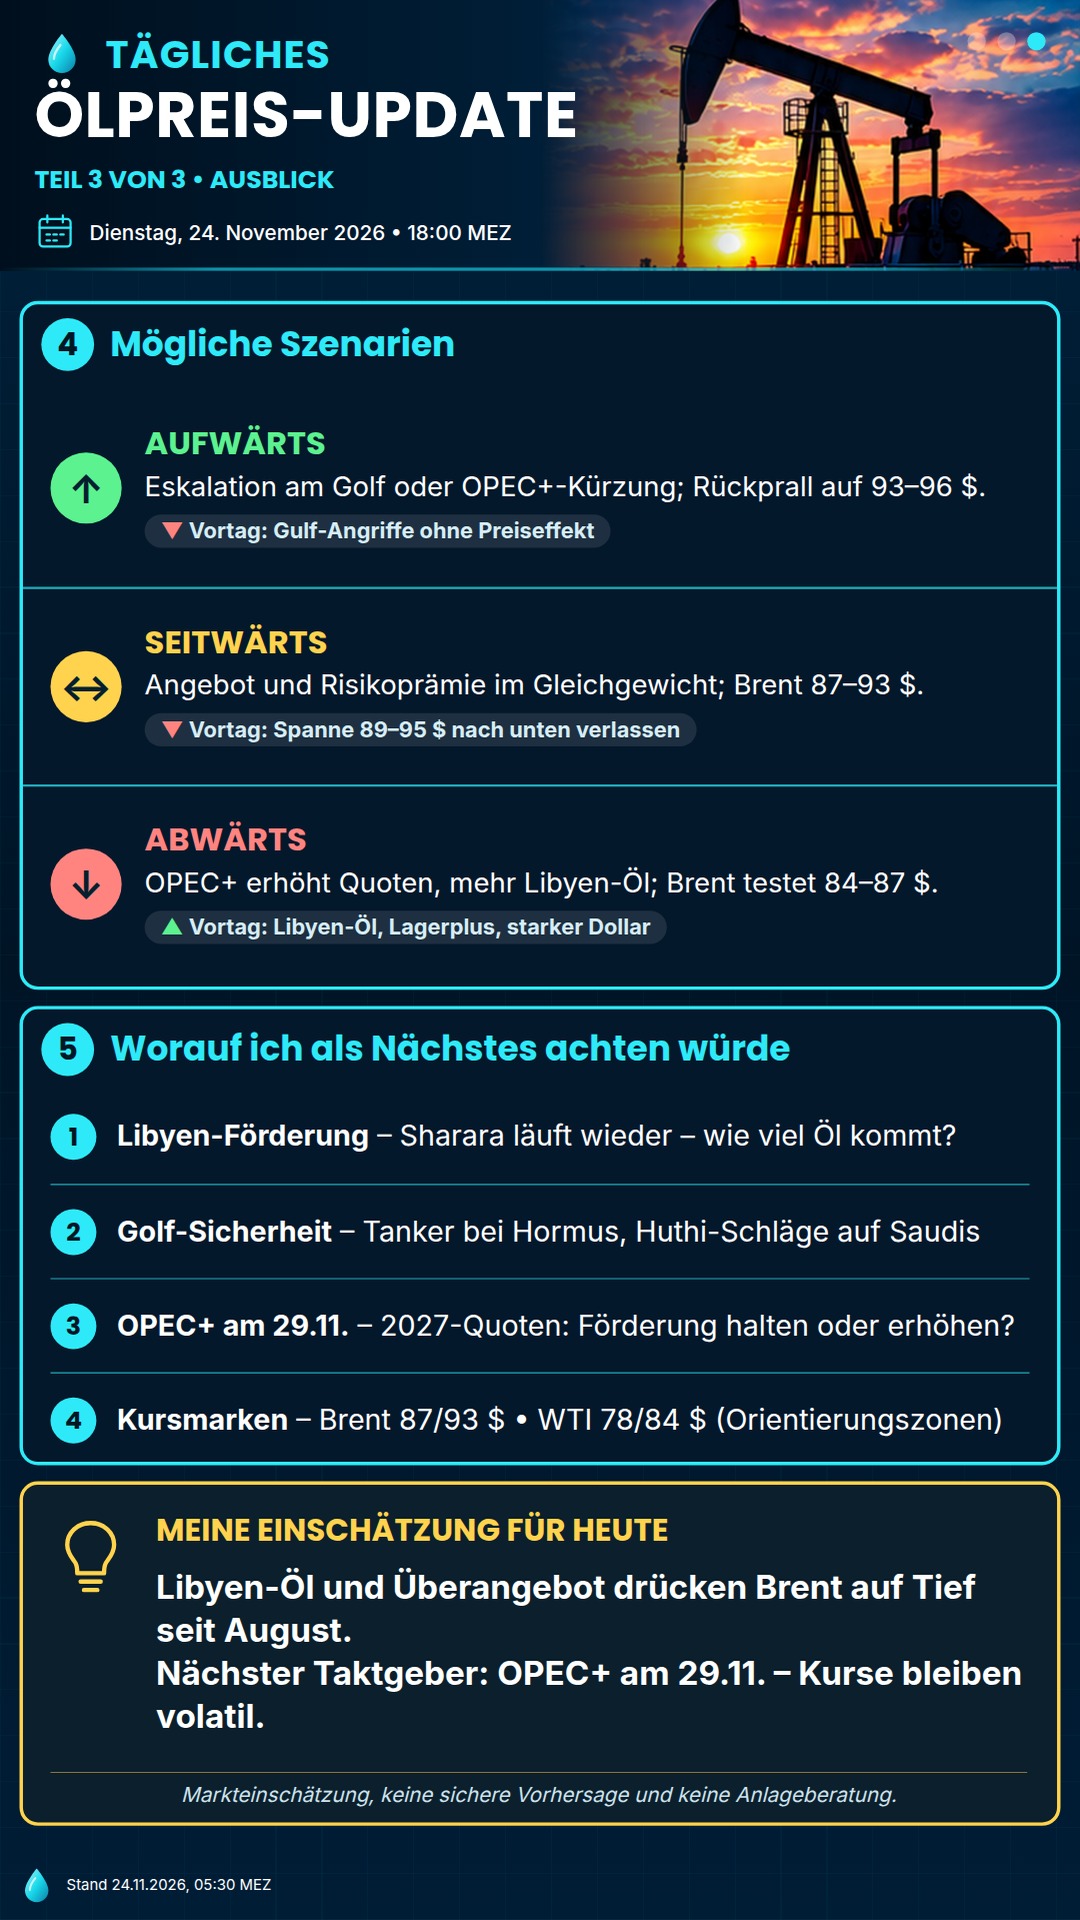 TÄGLICHES
ÖLPREIS-UPDATE
TEIL 3 VON 3 • AUSBLICK
Dienstag, 24. November 2026 • 18:00 MEZ
4 Mögliche Szenarien
AUFWÄRTS
Eskalation am Golf oder OPEC+-Kürzung; Rückprall auf 93–96 $.
▼ Vortag: Gulf-Angriffe ohne Preiseffekt
SEITWÄRTS
Angebot und Risikoprämie im Gleichgewicht; Brent 87–93 $.
▼ Vortag: Spanne 89–95 $ nach unten verlassen
ABWÄRTS
OPEC+ erhöht Quoten, mehr Libyen-Öl; Brent testet 84–87 $.
▲ Vortag: Libyen-Öl, Lagerplus, starker Dollar
5 Worauf ich als Nächstes achten würde
1 Libyen-Förderung – Sharara läuft wieder – wie viel Öl kommt?
2 Golf-Sicherheit – Tanker bei Hormus, Huthi-Schläge auf Saudis
3 OPEC+ am 29.11. – 2027-Quoten: Förderung halten oder erhöhen?
4 Kursmarken – Brent 87/93 $ • WTI 78/84 $ (Orientierungszonen)
MEINE EINSCHÄTZUNG FÜR HEUTE
Libyen-Öl und Überangebot drücken Brent auf Tief
seit August.
Nächster Taktgeber: OPEC+ am 29.11. – Kurse bleiben
volatil.
Markteinschätzung, keine sichere Vorhersage und keine Anlageberatung.
Stand 24.11.2026, 05:30 MEZ